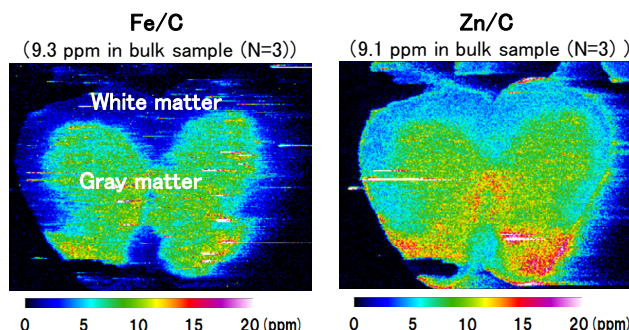 Fe/C
(9.3 ppm in bulk sample (N=3))
White matter
Gray matter
0 5 10 15 20 (ppm)
Zn/C
(9.1 ppm in bulk sample (N=3) )
0 5 10 15 20 (ppm)